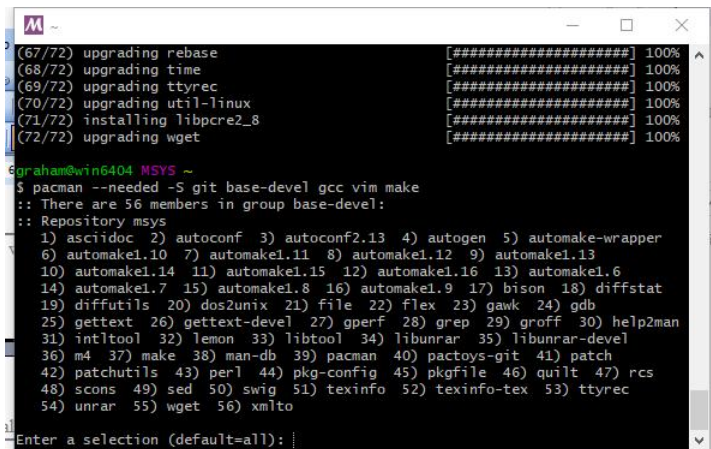 M ~
(67/72) upgrading rebase [######################] 100%
(68/72) upgrading time [######################] 100%
(69/72) upgrading ttyrec [######################] 100%
(70/72) upgrading util-linux [######################] 100%
(71/72) installing libpcre2_8 [######################] 100%
(72/72) upgrading wget [######################] 100%
graham@win6404 MSYS ~
$ pacman --needed -S git base-devel gcc vim make
:: There are 56 members in group base-devel:
:: Repository msys
1) asciidoc 2) autoconf 3) autoconf2.13 4) autogen 5) automake-wrapper
6) automake1.10 7) automake1.11 8) automake1.12 9) automake1.13
10) automake1.14 11) automake1.15 12) automake1.16 13) automake1.6
14) automake1.7 15) automake1.8 16) automake1.9 17) bison 18) diffstat
19) diffutils 20) dos2unix 21) file 22) flex 23) gawk 24) gdb
25) gettext 26) gettext-devel 27) gperf 28) grep 29) groff 30) help2man
31) intltool 32) lemon 33) libtool 34) libunrar 35) libunrar-devel
36) m4 37) make 38) man-db 39) pacman 40) pactoys-git 41) patch
42) patchutils 43) perl 44) pkg-config 45) pkgfile 46) quilt 47) rcs
48) scons 49) sed 50) swig 51) texinfo 52) texinfo-tex 53) ttyrec
54) unrar 55) wget 56) xmlto
Enter a selection (default=all):